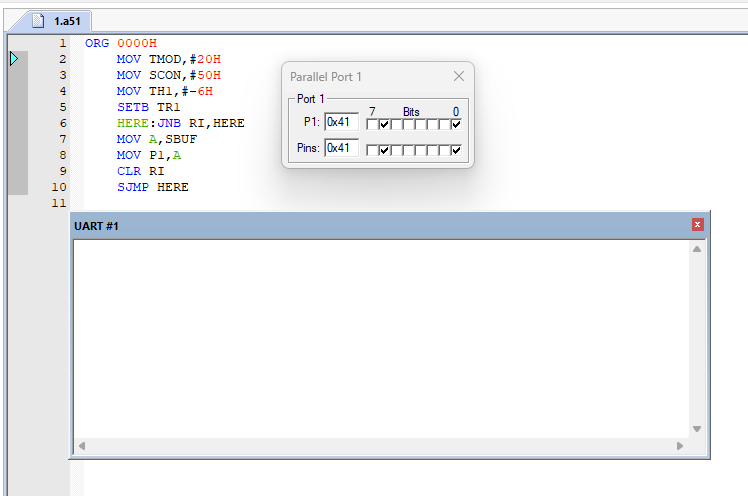 1.a51
1 ORG 0000H
2 MOV TMOD,#20H
3 MOV SCON,#50H
4 MOV TH1,#-6H
5 SETB TR1
6 HERE:JNB RI,HERE
7 MOV A,SBUF
8 MOV P1,A
9 CLR RI
10 SJMP HERE
11
Parallel Port 1
Port 1
7 Bits 0
P1: 0x41
Pins: 0x41
UART #1